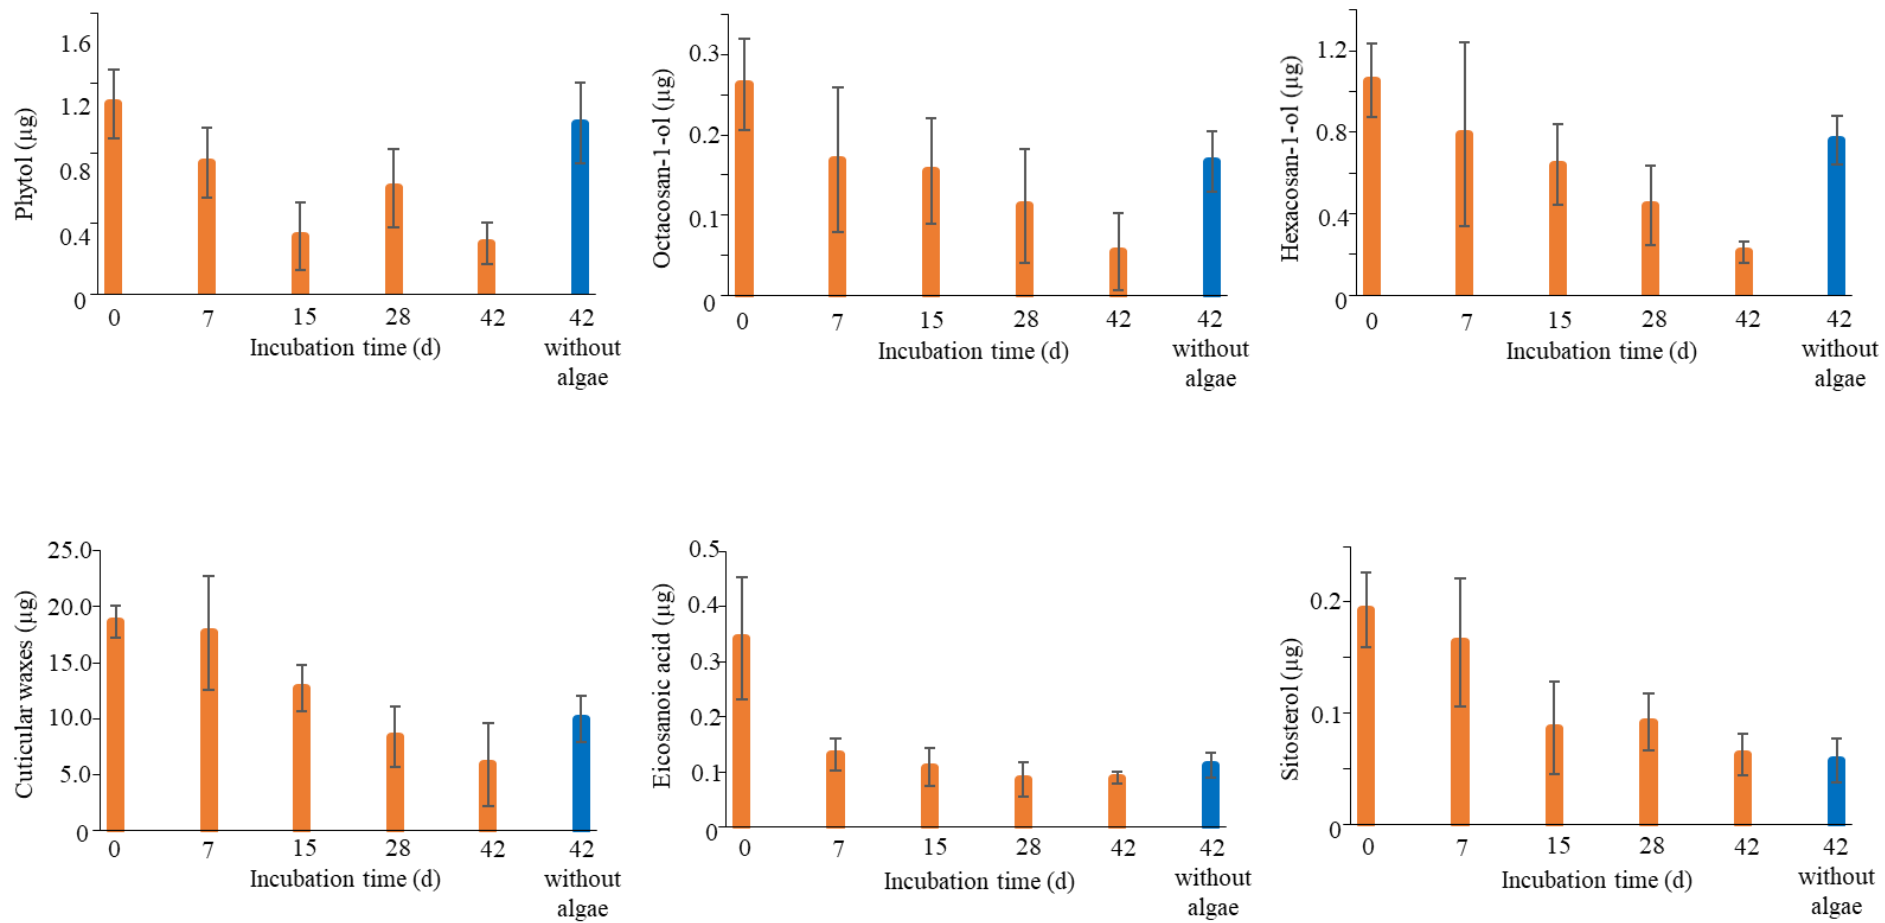 Phytol (µg)
1.6
1.2
0.8
0.4
0
0 7 15 28 42 42
Incubation time (d) without
algae
Octacosan-1-ol (µg)
0.3
0.2
0.1
0
0 7 15 28 42 42
Incubation time (d) without
algae
Hexacosan-1-ol (µg)
1.2
0.8
0.4
0
0 7 15 28 42 42
Incubation time (d) without
algae
Cuticular waxes (µg)
25.0
20.0
15.0
10.0
5.0
0
0 7 15 28 42 42
Incubation time (d) without
algae
Eicosanoic acid (µg)
0.5
0.4
0.3
0.2
0.1
0
0 7 15 28 42 42
Incubation time (d) without
algae
Sitosterol (µg)
0.2
0.1
0
0 7 15 28 42 42
Incubation time (d) without
algae